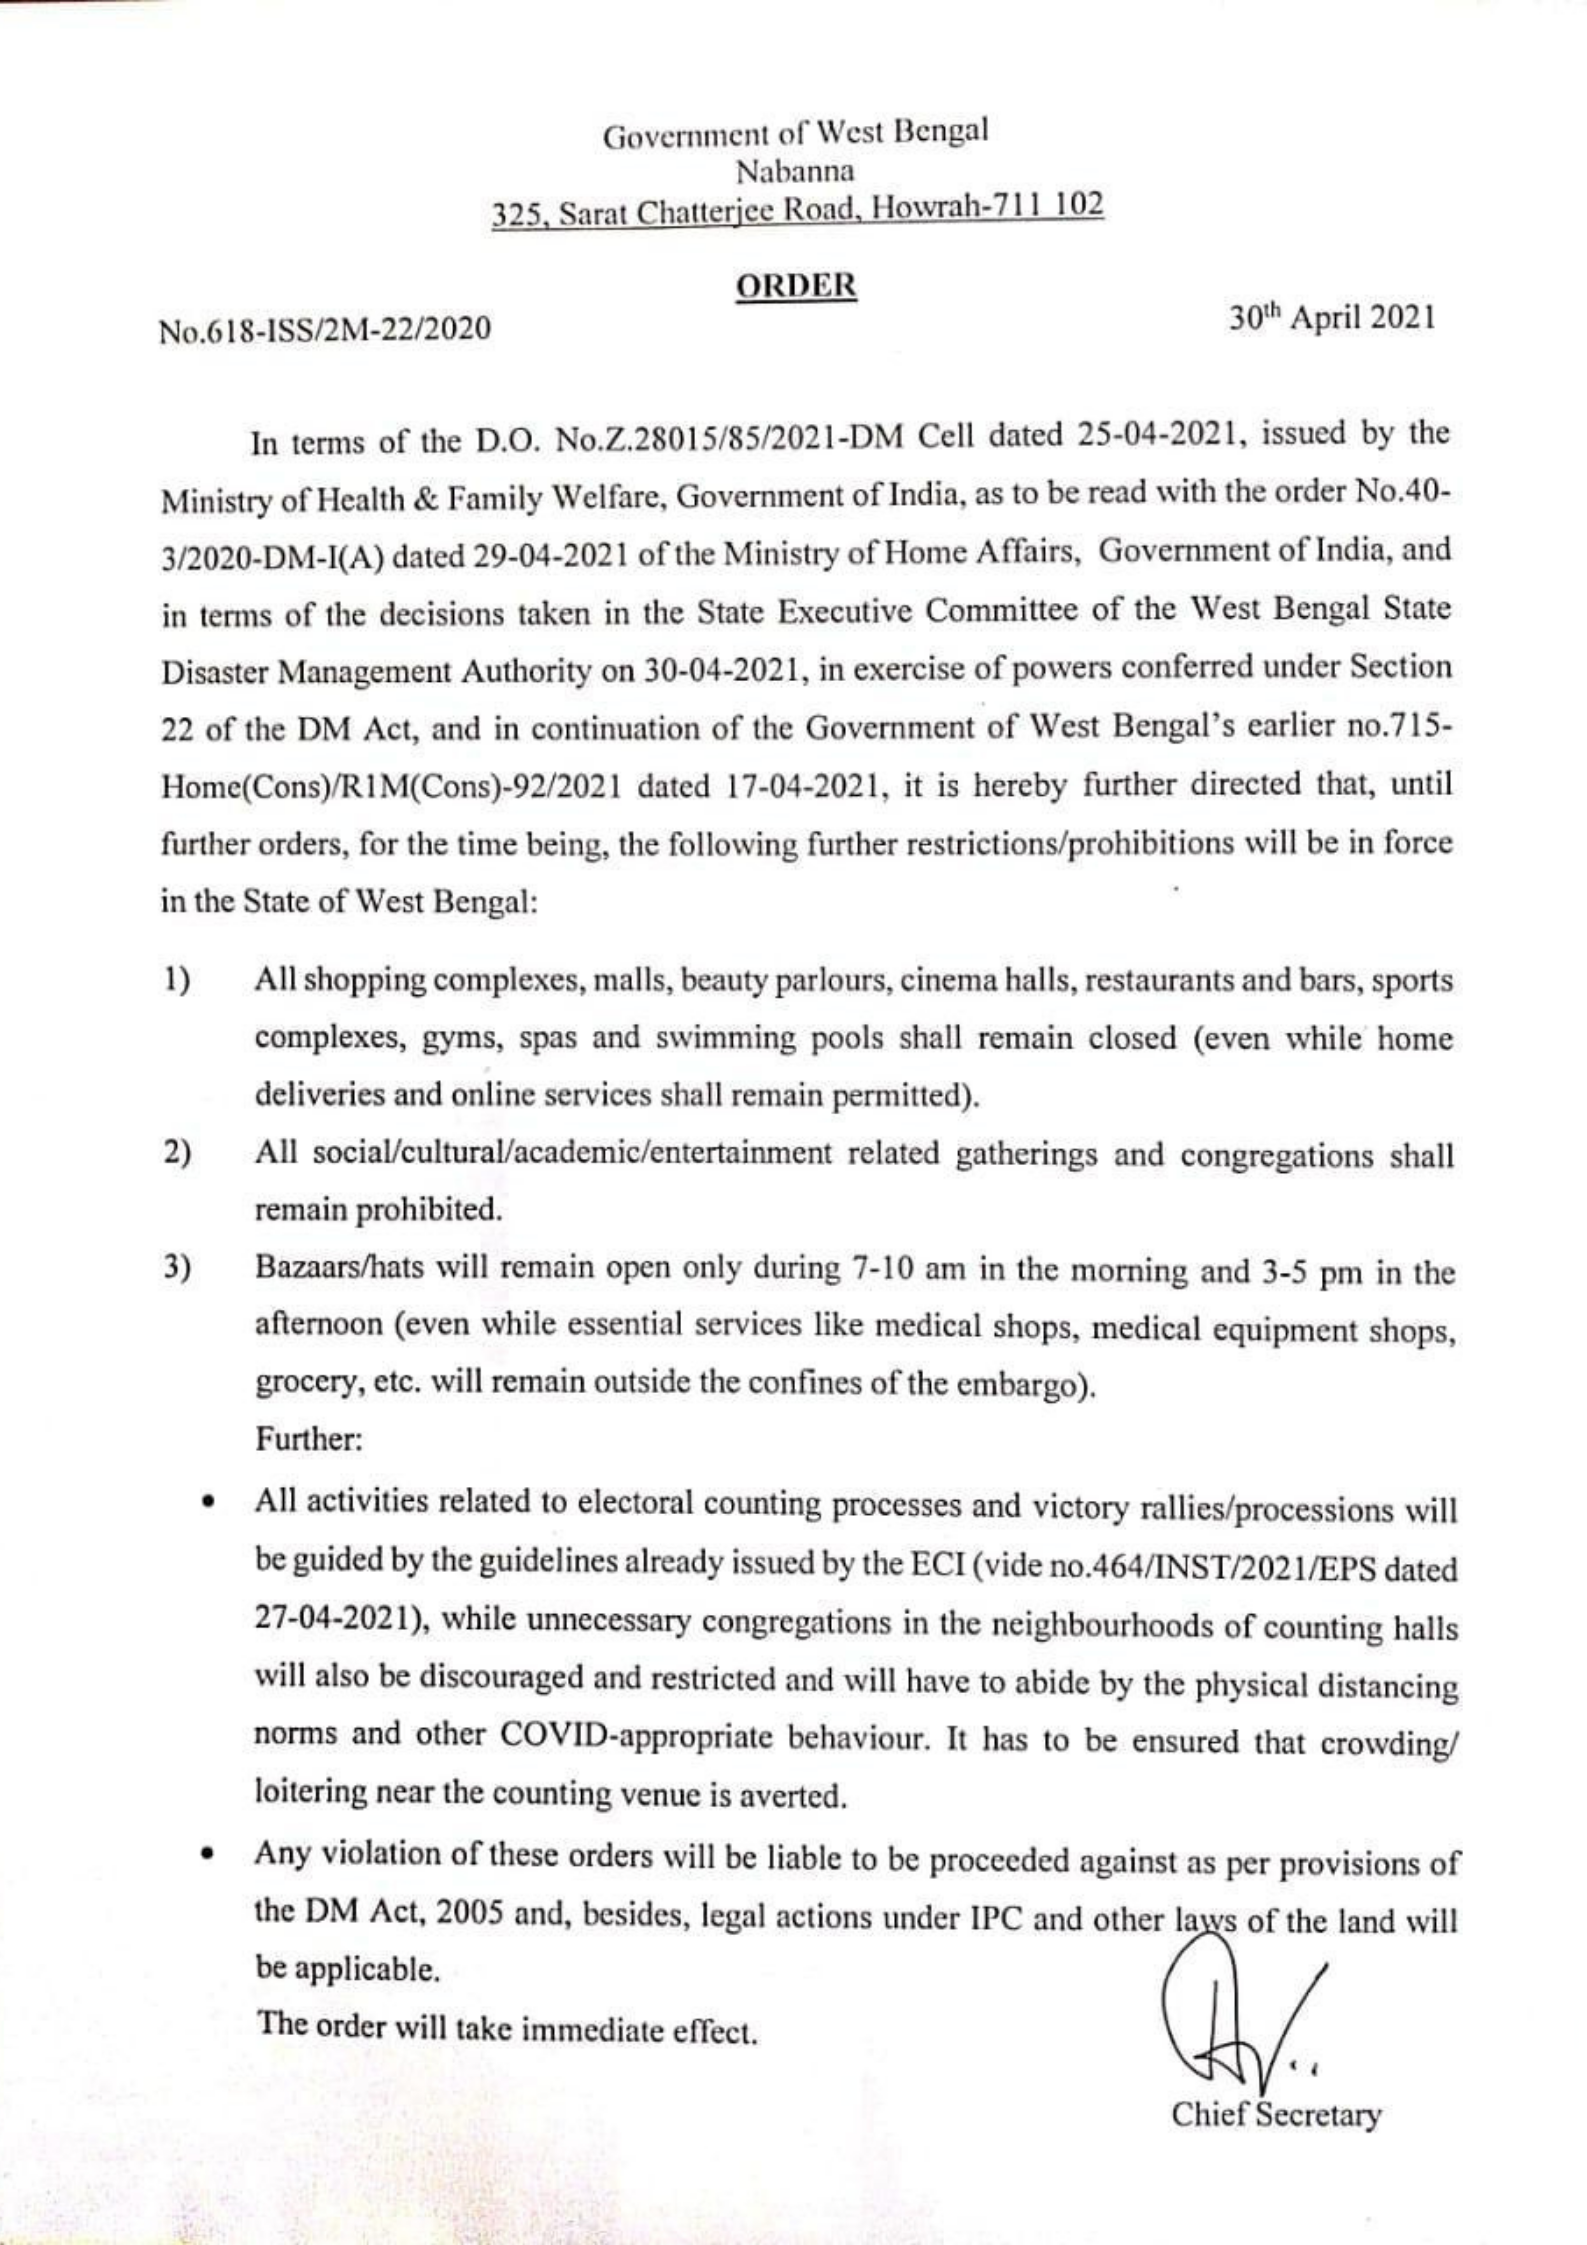 Government of West Bengal
Nabanna
325, Sarat Chatterjee Road, Howrah-711 102
ORDER
No.618-ISS/2M-22/2020
30th April 2021
In terms of the D.O. No.Z.28015/85/2021-DM Cell dated 25-04-2021, issued by the
Ministry of Health & Family Welfare, Government of India, as to be read with the order No.40-
3/2020-DM-I(A) dated 29-04-2021 of the Ministry of Home Affairs, Government of India, and
in terms of the decisions taken in the State Executive Committee of the West Bengal State
Disaster Management Authority on 30-04-2021, in exercise of powers conferred under Section
22 of the DM Act, and in continuation of the Government of West Bengal's earlier no.715-
Home(Cons)/R1M(Cons)-92/2021 dated 17-04-2021, it is hereby further directed that, until
further orders, for the time being, the following further restrictions/prohibitions will be in force
in the State of West Bengal:
1) All shopping complexes, malls, beauty parlours, cinema halls, restaurants and bars, sports
complexes, gyms, spas and swimming pools shall remain closed (even while home
deliveries and online services shall remain permitted).
2) All social/cultural/academic/entertainment related gatherings and congregations shall
remain prohibited.
3) Bazaars/hats will remain open only during 7-10 am in the morning and 3-5 pm in the
afternoon (even while essential services like medical shops, medical equipment shops,
grocery, etc. will remain outside the confines of the embargo).
Further:
• All activities related to electoral counting processes and victory rallies/processions will
be guided by the guidelines already issued by the ECI (vide no.464/INST/2021/EPS dated
27-04-2021), while unnecessary congregations in the neighbourhoods of counting halls
will also be discouraged and restricted and will have to abide by the physical distancing
norms and other COVID-appropriate behaviour. It has to be ensured that crowding/
loitering near the counting venue is averted.
• Any violation of these orders will be liable to be proceeded against as per provisions of
the DM Act, 2005 and, besides, legal actions under IPC and other laws of the land will
be applicable.
The order will take immediate effect.
Chief Secretary